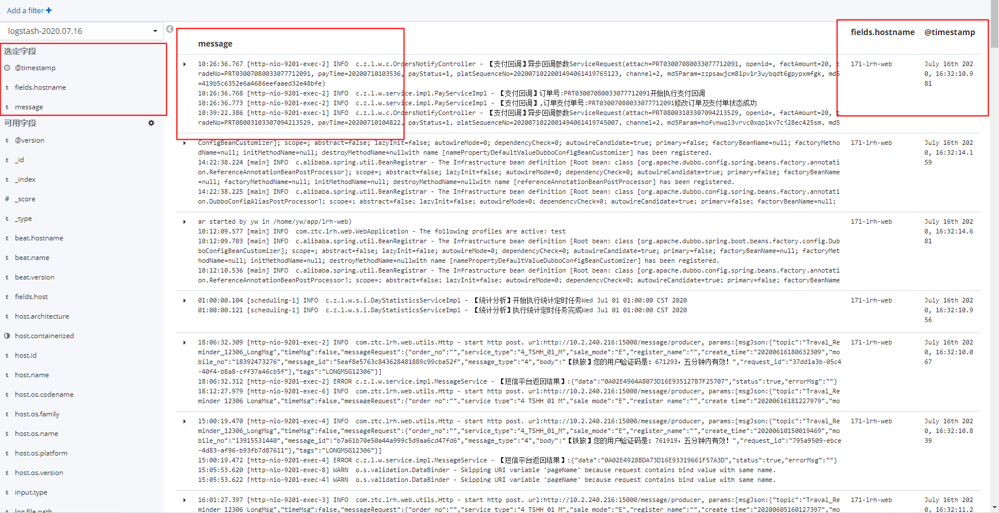 Add a filter
logstash-2020.07.16
选定字段
@timestamp
t fields.hostname
t message
可用字段
t @version
t _id
t _index
# _score
t _type
t beat.hostname
t beat.name
t beat.version
t fields.host
t host.architecture
host.containerized
t host.id
t host.name
t host.os.codename
t host.os.family
t host.os.name
t host.os.platform
t host.os.version
t input.type
t log.file.path
message
fields.hostname
@timestamp
10:26:36.767 [http-nio-9201-exec-2] INFO c.z.l.w.c.OrdersNotifyController - 【支付回调】异步回调参数ServiceRequest(attach=PRT03007080033077712091, openid=, factAmount=20, t
radeNo=PRT03007080033077712091, payTime=20200710103536, payStatus=1, platSequenceNo=2020071022001494061419765123, channel=2, md5Param=zzpsawjcm81pv1r3uybqdt6gpypxmfgk, md5
=419b5c6352e6a4686eefaaed32e48bfe)
10:26:36.768 [http-nio-9201-exec-2] INFO c.z.l.w.service.impl.PayServiceImpl - 【支付回调】订单号:PRT03007080033077712091开始执行支付回调
10:26:36.773 [http-nio-9201-exec-2] INFO c.z.l.w.service.impl.PayServiceImpl - 【支付回调】,订单支付单号:PRT03007080033077712091修改订单及支付单状态成功
10:39:22.386 [http-nio-9201-exec-1] INFO c.z.l.w.c.OrdersNotifyController - 【支付回调】异步回调参数ServiceRequest(attach=PRT08003103307094213529, openid=, factAmount=20, t
radeNo=PRT08003103307094213529, payTime=20200710104822, payStatus=1, platSequenceNo=2020071022001494061419745007, channel=2, md5Param=hofynwql3vrvc0xqplkv7cj28ec425sm, md5
171-lrh-web
July 16th 202
0, 16:32:10.9
81
ConfigBeanCustomizer]; scope=; abstract=false; lazyInit=false; autowireMode=0; dependencyCheck=0; autowireCandidate=true; primary=false; factoryBeanName=null; factoryMetho
dName=null; initMethodName=null; destroyMethodName=nullwith name [namePropertyDefaultValueDubboConfigBeanCustomizer] has been registered.
14:22:38.224 [main] INFO c.alibaba.spring.util.BeanRegistrar - The Infrastructure bean definition [Root bean: class [org.apache.dubbo.config.spring.beans.factory.annotati
on.ReferenceAnnotationBeanPostProcessor]; scope=; abstract=false; lazyInit=false; autowireMode=0; dependencyCheck=0; autowireCandidate=true; primary=false; factoryBeanName
=null; factoryMethodName=null; initMethodName=null; destroyMethodName=nullwith name [referenceAnnotationBeanPostProcessor] has been registered.
14:22:38.225 [main] INFO c.alibaba.spring.util.BeanRegistrar - The Infrastructure bean definition [Root bean: class [org.apache.dubbo.config.spring.beans.factory.annotati
on.DubboConfigAliasPostProcessor]; scope=; abstract=false; lazyInit=false; autowireMode=0; dependencyCheck=0; autowireCandidate=true; primary=false; factoryBeanName=null;
171-lrh-web
July 16th 202
0, 16:32:14.1
59
ar started by yw in /home/yw/app/lrh-web)
10:12:09.577 [main] INFO com.ztc.lrh.web.WebApplication - The following profiles are active: test
10:12:09.703 [main] INFO c.alibaba.spring.util.BeanRegistrar - The Infrastructure bean definition [Root bean: class [org.apache.dubbo.spring.boot.beans.factory.config.Dub
boConfigBeanCustomizer]; scope=; abstract=false; lazyInit=false; autowireMode=0; dependencyCheck=0; autowireCandidate=true; primary=false; factoryBeanName=null; factoryMet
hodName=null; initMethodName=null; destroyMethodName=nullwith name [namePropertyDefaultValueDubboConfigBeanCustomizer] has been registered.
10:12:10.536 [main] INFO c.alibaba.spring.util.BeanRegistrar - The Infrastructure bean definition [Root bean: class [org.apache.dubbo.config.spring.beans.factory.annotati
on.ReferenceAnnotationBeanPostProcessor]; scope=; abstract=false; lazyInit=false; autowireMode=0; dependencyCheck=0; autowireCandidate=true; primary=false; factoryBeanName
171-lrh-web
July 16th 202
0, 16:32:14.6
81
01:00:00.104 [scheduling-1] INFO c.z.l.w.s.i.DayStatisticsServiceImpl - 【统计分析】开始执行统计定时任务Wed Jul 01 01:00:00 CST 2020
01:00:00.121 [scheduling-1] INFO c.z.l.w.s.i.DayStatisticsServiceImpl - 【统计分析】执行统计定时任务完成Wed Jul 01 01:00:00 CST 2020
171-lrh-web
July 16th 202
0, 16:32:10.9
56
18:06:32.309 [http-nio-9201-exec-2] INFO com.ztc.lrh.web.utils.Http - start http post. url:http://10.2.240.216:15000/message/producer, params:[msgJson:{"topic":"Traval_Re
minder_12306_LongMsg","timeMsg":false,"messageRequest":{"order_no":"","service_type":"4_TSHH_01_M","sale_mode":"E","register_name":"","create_time":"20200616180632309","mo
bile_no":"18392473276","message_id":"5eaf8e5763c843628481889c99cba52f","message_type":"4","body":"【铁旅】您的用户验证码是：671293，五分钟内有效！","request_id":"37dd1a3b-05c4
-40f4-b8a8-cff37a46cb5f"},"tags":"LONGMSG12306"}]
18:06:32.312 [http-nio-9201-exec-2] ERROR c.z.l.w.service.impl.MessageService - 【短信平台返回结果】:{"data":"0A02E4964A8073D16E93512787F25707","status":true,"errorMsg":""}
18:12:27.979 [http-nio-9201-exec-6] INFO com.ztc.lrh.web.utils.Http - start http post. url:http://10.2.240.216:15000/message/producer, params:[msgJson:{"topic":"Traval_Re
minder_12306_LongMsg","timeMsg":false,"messageRequest":{"order_no":"","service_type":"4_TSHH_01_M","sale_mode":"E","register_name":"","create_time":"20200616181227979","mo
171-lrh-web
July 16th 202
0, 16:32:10.0
67
15:00:19.470 [http-nio-9201-exec-4] INFO com.ztc.lrh.web.utils.Http - start http post. url:http://10.2.240.216:15000/message/producer, params:[msgJson:{"topic":"Traval_Re
minder_12306_LongMsg","timeMsg":false,"messageRequest":{"order_no":"","service_type":"4_TSHH_01_M","sale_mode":"E","register_name":"","create_time":"20200610150019469","mo
bile_no":"13915531440","message_id":"b7a61b70e50a44a999c5d9aa6cd47fd6","message_type":"4","body":"【铁旅】您的用户验证码是：761919，五分钟内有效！","request_id":"795a9509-ebce
-4d83-af96-b93fb7d87611"},"tags":"LONGMSG12306"}]
15:00:19.472 [http-nio-9201-exec-4] ERROR c.z.l.w.service.impl.MessageService - 【短信平台返回结果】:{"data":"0A02E4928BDA73D16E93319661F57A3D","status":true,"errorMsg":""}
15:05:53.620 [http-nio-9201-exec-8] WARN o.s.validation.DataBinder - Skipping URI variable 'pageName' because request contains bind value with same name.
15:05:53.622 [http-nio-9201-exec-4] WARN o.s.validation.DataBinder - Skipping URI variable 'pageName' because request contains bind value with same name.
171-lrh-web
July 16th 202
0, 16:32:10.8
39
16:01:27.397 [http-nio-9201-exec-3] INFO com.ztc.lrh.web.utils.Http - start http post. url:http://10.2.240.216:15000/message/producer, params:[msgJson:{"topic":"Traval_Re
minder_12306_LongMsg","timeMsg":false,"messageRequest":{"order_no":"","service_type":"4_TSHH_01_M","sale_mode":"E","register_name":"","create_time":"20200605160127397","mo
171-lrh-web
July 16th 202
0, 16:32:11.2